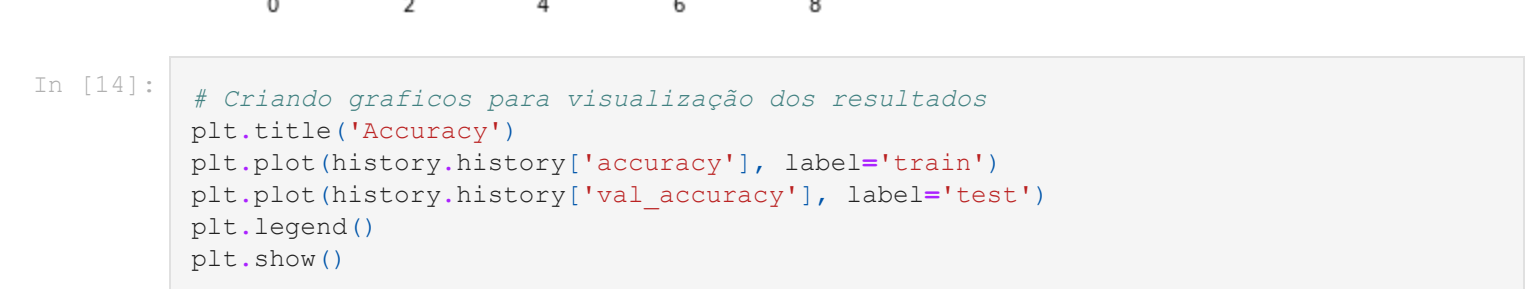 0 2 4 6 8
In [14]:
# Criando graficos para visualização dos resultados
plt.title('Accuracy')
plt.plot(history.history['accuracy'], label='train')
plt.plot(history.history['val_accuracy'], label='test')
plt.legend()
plt.show()